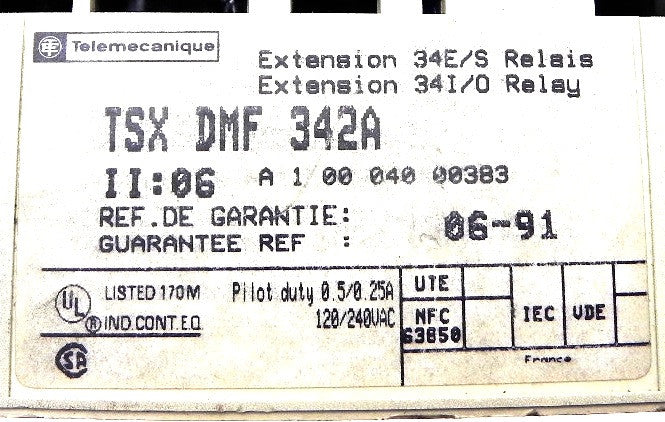 Telemecanique
Extension 34E/S Relais
Extension 34I/O Relay
TSX DMF 342A
II:06 A 1 00 040 00383
REF.DE GARANTIE:
GUARANTEE REF : 06-91
UL LISTED 170M
® IND.CONT.EQ
Pilot duty 0.5/0.25A
120/240VAC
UTE
NFC
63850
IEC
VDE
SA
France